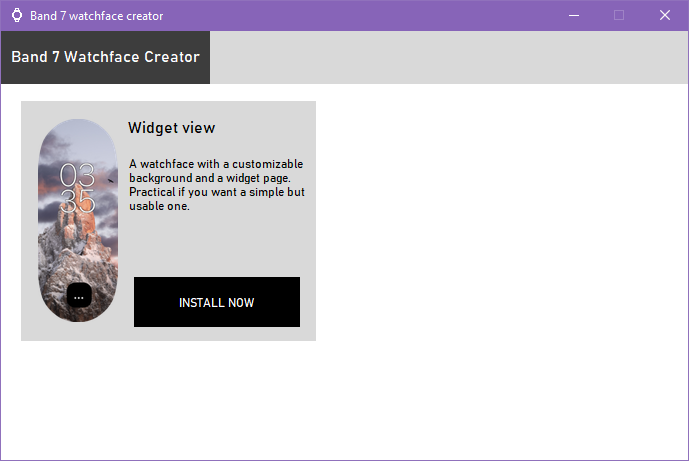 Band 7 watchface creator
Band 7 Watchface Creator
Widget view
A watchface with a customizable
background and a widget page.
Practical if you want a simple but
usable one.
03
35
...
INSTALL NOW